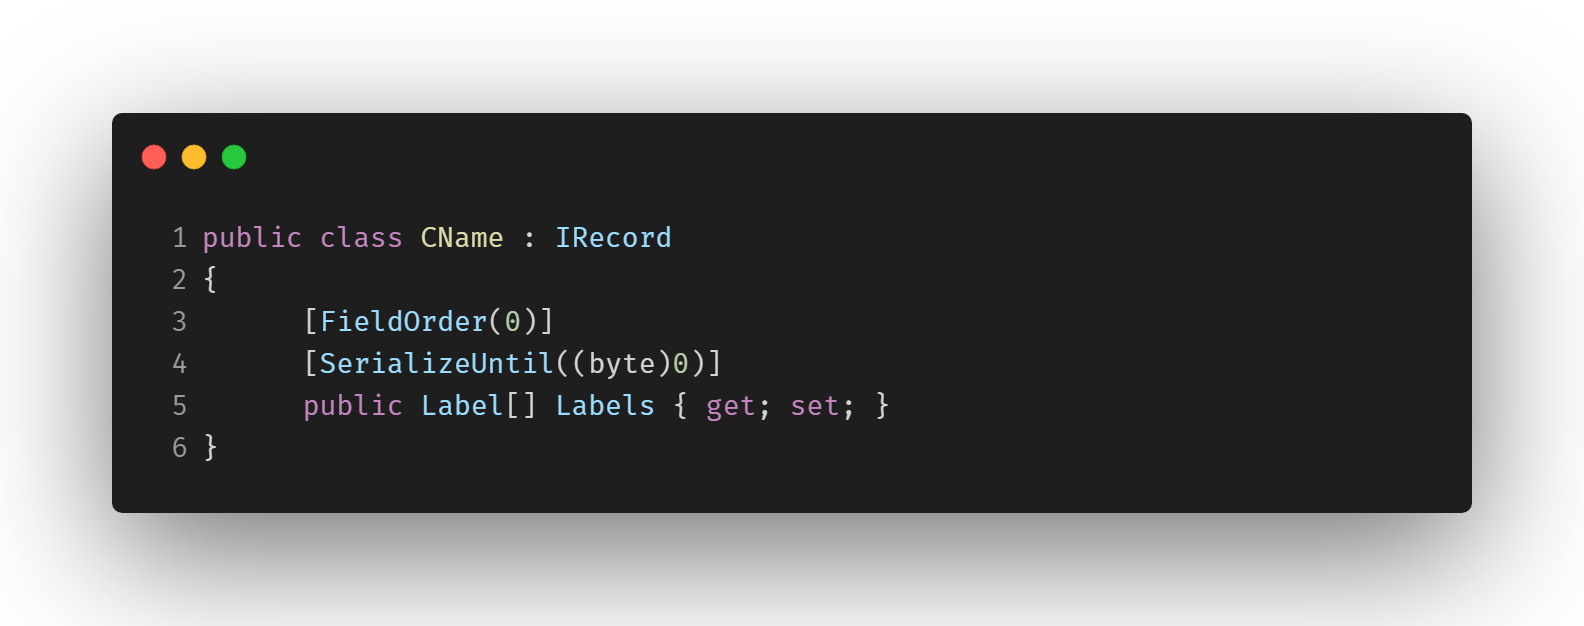 1 public class CName : IRecord
2 {
3       [FieldOrder(0)]
4       [SerializeUntil((byte)0)]
5       public Label[] Labels { get; set; }
6 }